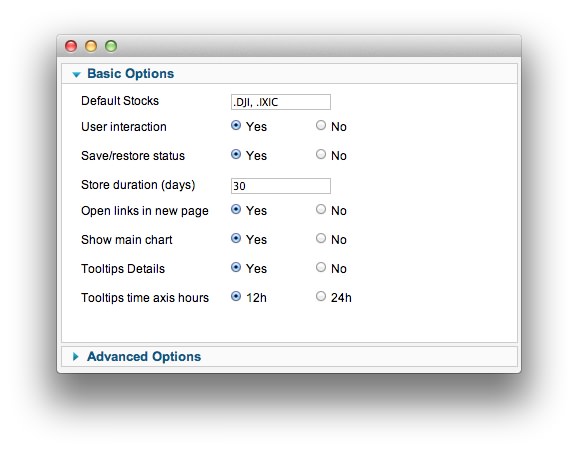 Basic Options
Default Stocks .DJI, .IXIC
User interaction Yes No
Save/restore status Yes No
Store duration (days) 30
Open links in new page Yes No
Show main chart Yes No
Tooltips Details Yes No
Tooltips time axis hours 12h 24h
Advanced Options